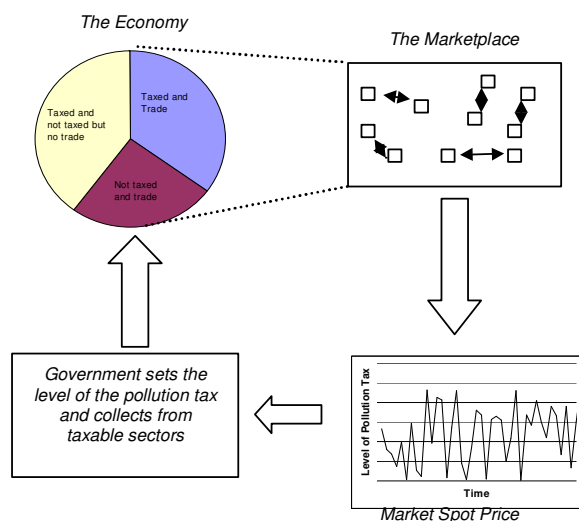 The Economy
The Marketplace
Taxed and
not taxed but
no trade
Taxed and
Trade
Not taxed
and trade
Government sets the
level of the pollution tax
and collects from
taxable sectors
Level of Pollution Tax
Time
Market Spot Price